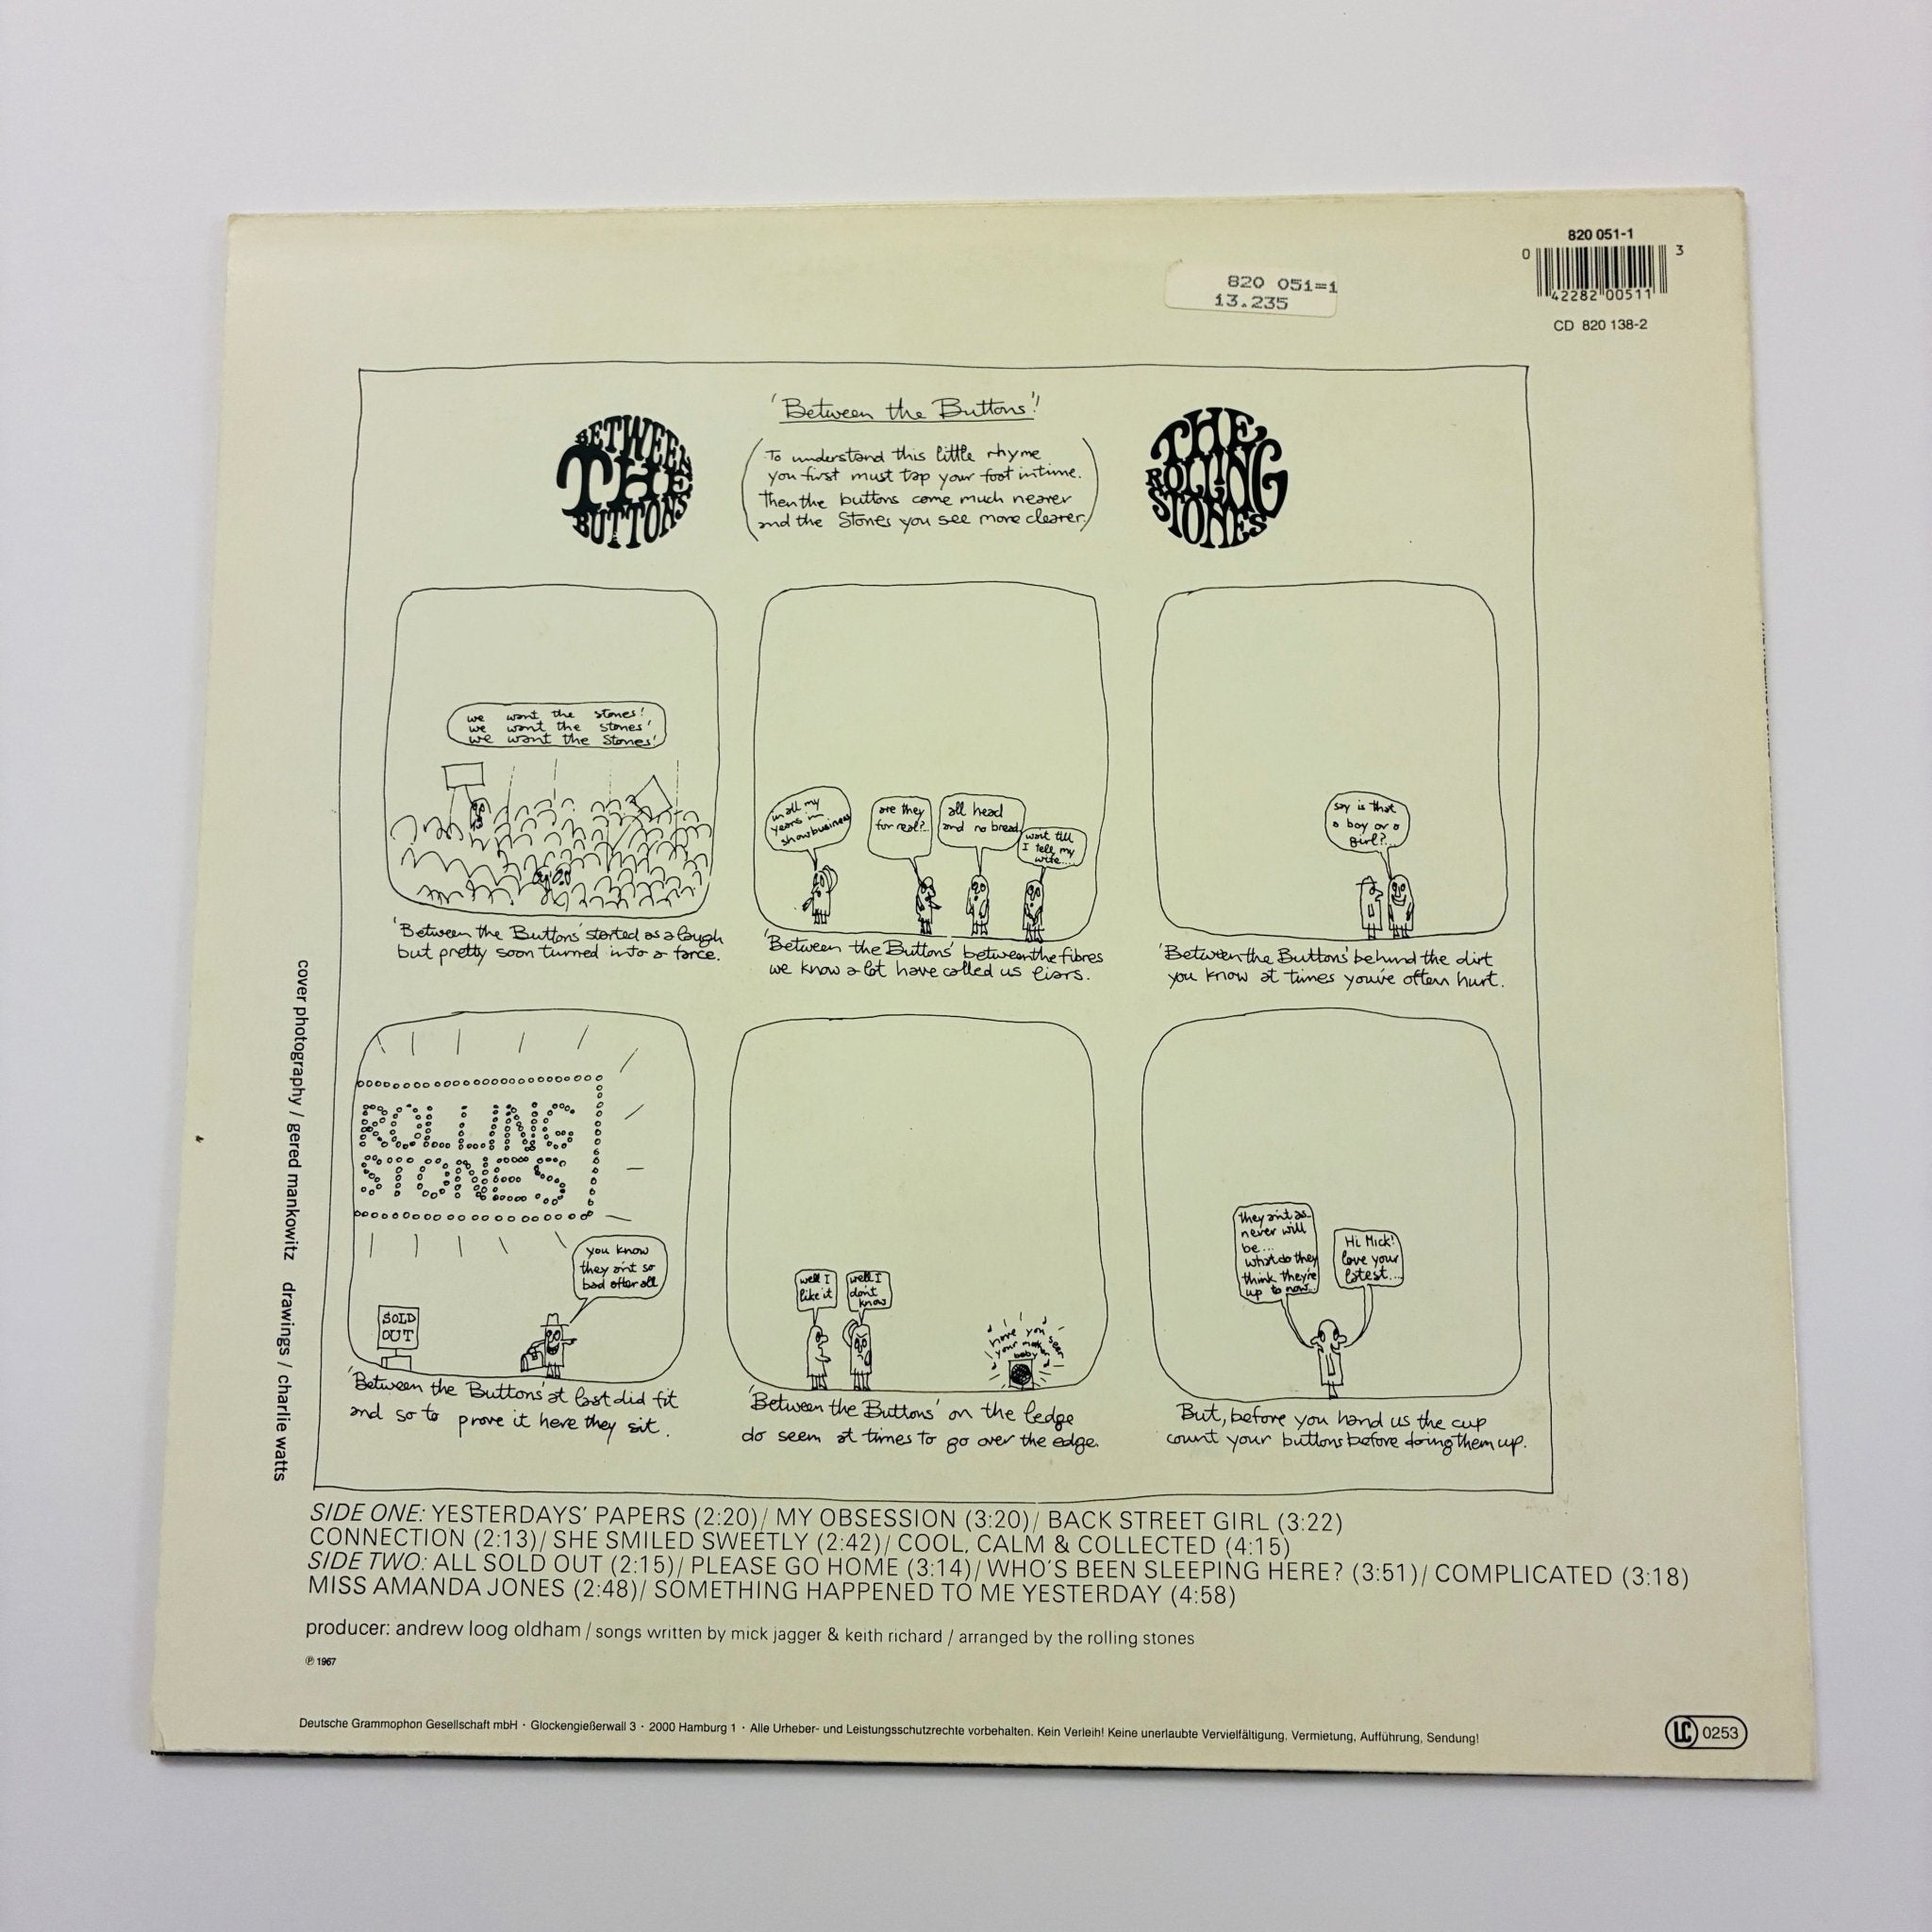 820 051-1
0 42282 00511 3
CD 820 138-2
820 051=1
13.235
BETWEEN
THE
BUTTONS
'Between the Buttons'!
(To understand this little rhyme
you first must tap your foot in time.
Then the buttons come much nearer
and the Stones you see more clearer.)
THE
ROLLING
STONES
we want the stones!
we want the stones!
we want the stones!
'Between the Buttons' started as a laugh
but pretty soon turned into a farce.
in all my
years in
showbusiness
are they
for real?..
all head
and no bread
wait till
I tell my
wife...
'Between the Buttons' between the fibres
we know a lot have called us liars.
say is that
a boy or a
girl?..
'Between the Buttons' behind the dirt
you know at times you've often hurt.
ROLLING
STONES
you know
they aint so
bad after all
SOLD
OUT
'Between the Buttons' at last did fit
and so to prove it here they sit.
well I
like it
well I
don't
know
have you seen
your mother
baby
'Between the Buttons' on the ledge
do seem at times to go over the edge.
they aint as..
never will
be...
what do they
think they're
up to now...
Hi Mick!
love your
latest...
But, before you hand us the cup
count your buttons before doing them up.
cover photography / gered mankowitz drawings / charlie watts
SIDE ONE: YESTERDAYS' PAPERS (2:20)/ MY OBSESSION (3:20)/ BACK STREET GIRL (3:22)
CONNECTION (2:13)/ SHE SMILED SWEETLY (2:42)/ COOL, CALM & COLLECTED (4:15)
SIDE TWO: ALL SOLD OUT (2:15)/ PLEASE GO HOME (3:14)/ WHO'S BEEN SLEEPING HERE? (3:51)/ COMPLICATED (3:18)
MISS AMANDA JONES (2:48)/ SOMETHING HAPPENED TO ME YESTERDAY (4:58)
producer: andrew loog oldham / songs written by mick jagger & keith richard / arranged by the rolling stones
℗ 1967
Deutsche Grammophon Gesellschaft mbH · Glockengießerwall 3 · 2000 Hamburg 1 · Alle Urheber- und Leistungsschutzrechte vorbehalten. Kein Verleih! Keine unerlaubte Vervielfältigung, Vermietung, Aufführung, Sendung!
LC 0253